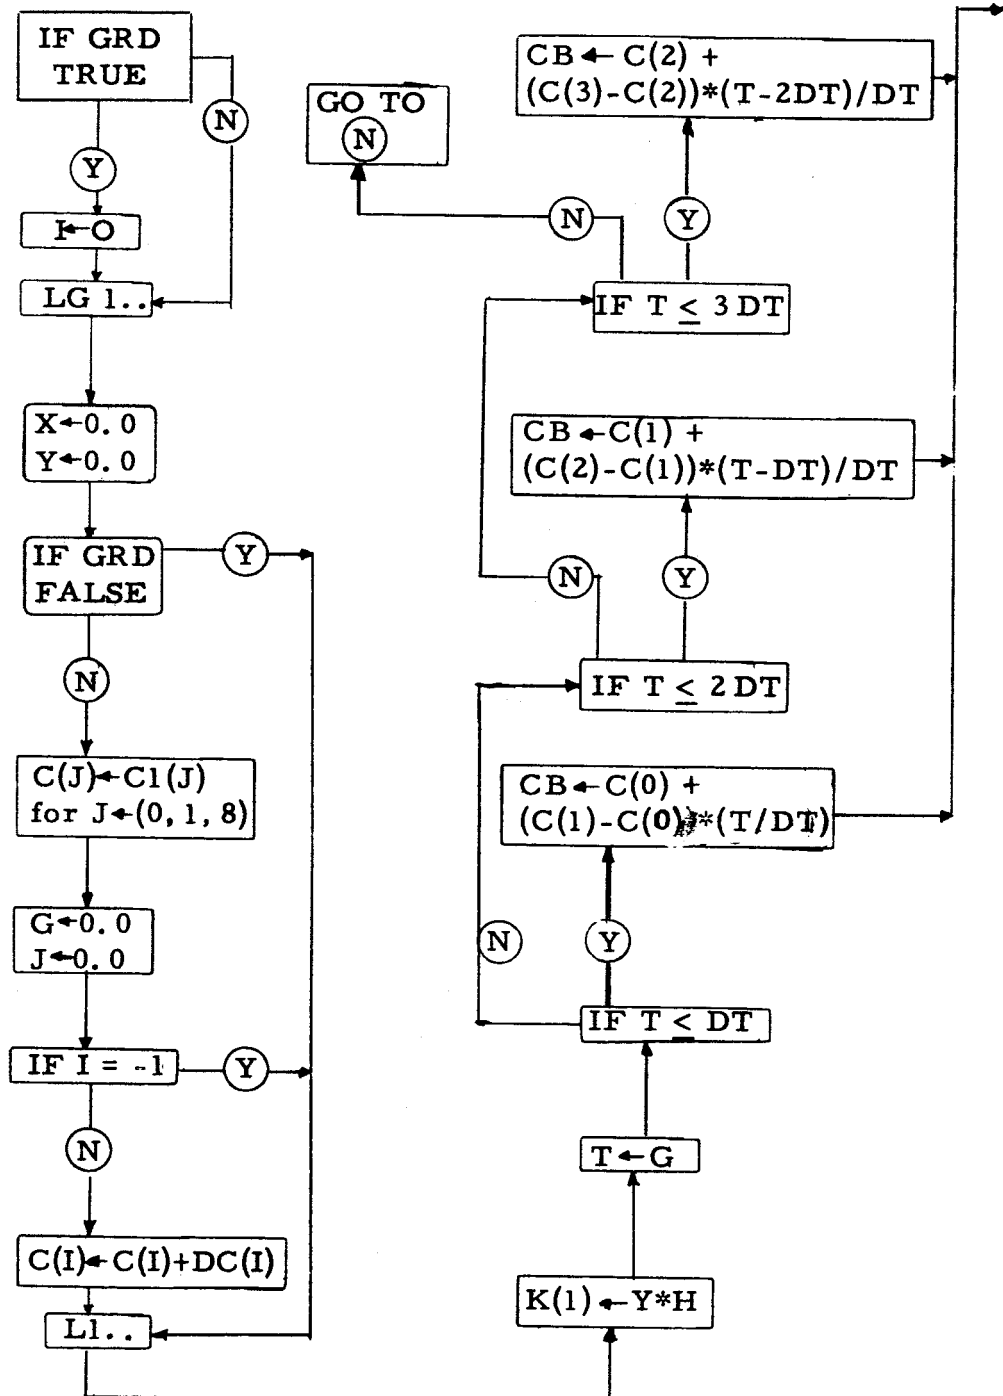 IF GRD
TRUE
N
Y
I←O
LG 1..
X←0.0
Y←0.0
IF GRD
FALSE
Y
N
C(J)←C1(J)
for J←(0, 1, 8)
G←0.0
J←0.0
IF I = -1
Y
N
C(I)←C(I)+DC(I)
L1..
GO TO
N
CB←C(2) +
(C(3)-C(2))*(T-2DT)/DT
N
Y
IF T ≤ 3DT
CB←C(1) +
(C(2)-C(1))*(T-DT)/DT
N
Y
IF T ≤ 2DT
CB←C(0) +
(C(1)-C(0))*(T/DT)
N
Y
IF T ≤ DT
T←G
K(1)←Y*H